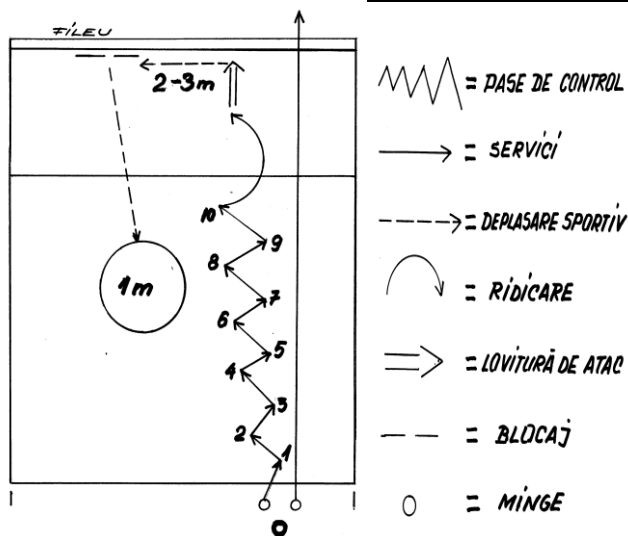 FILEU
2-3m
10
9
8
1m
7
6
5
4
3
2
1
= PASE DE CONTROL
= SERVICI
= DEPLASARE SPORTIV
= RIDICARE
= LOVITURĂ DE ATAC
= BLOCAJ
= MINGE